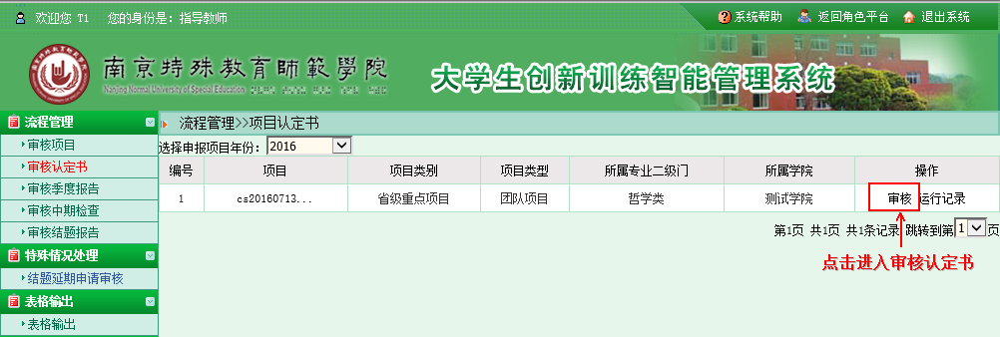 欢迎您 T1 您的身份是：指导教师 系统帮助 返回角色平台 退出系统
南京特殊教育師範學院
Nanjing Normal University of Special Education
大学生创新训练智能管理系统
流程管理
审核项目
审核认定书
审核季度报告
审核中期检查
审核结题报告
特殊情况处理
结题延期申请审核
表格输出
表格输出
流程管理>>项目认定书
选择申报项目年份： 2016
编号 项目 项目类别 项目类型 所属专业二级门 所属学院 操作
1 cs20160713... 省级重点项目 团队项目 哲学类 测试学院 审核 运行记录
第1页 共1页 共1条记录 跳转到第 1 页
点击进入审核认定书